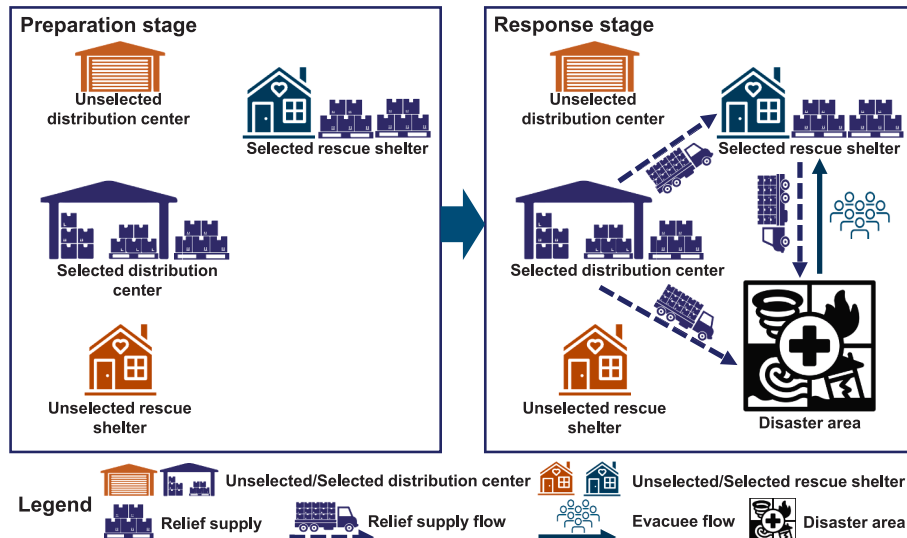 Preparation stage
Unselected
distribution center
Selected rescue shelter
Selected distribution
center
Unselected rescue
shelter
Response stage
Unselected
distribution center
Selected rescue shelter
Selected distribution center
Unselected rescue
shelter
Disaster area
Legend
Unselected/Selected distribution center
Unselected/Selected rescue shelter
Relief supply
Relief supply flow
Evacuee flow
Disaster area